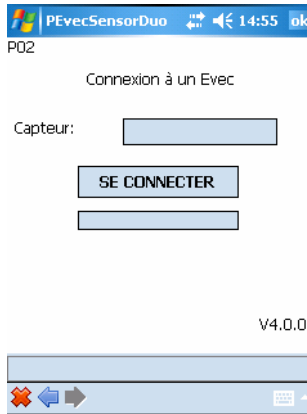 PEvecSensorDuo 14:55 ok
P02
Connexion à un Evec
Capteur:
SE CONNECTER
V4.0.0